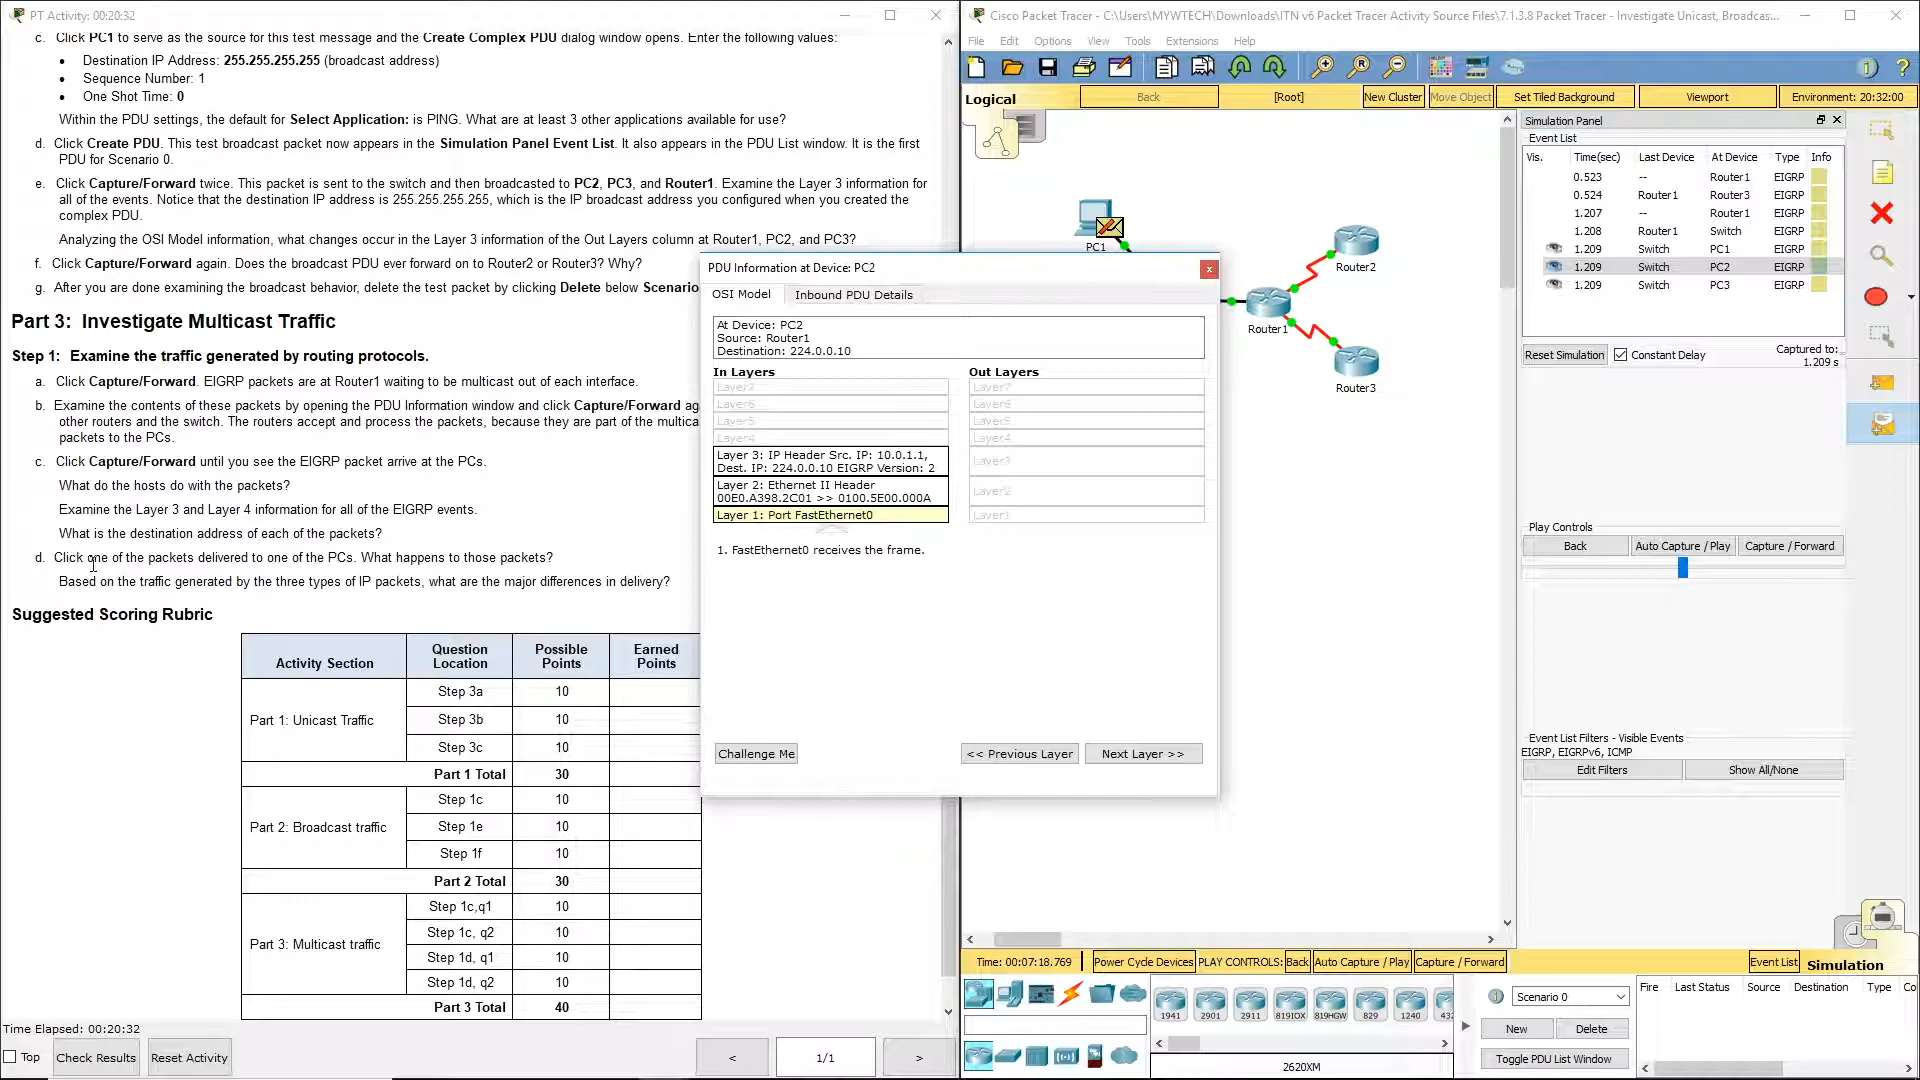 PT Activity: 00:20:32
c. Click PC1 to serve as the source for this test message and the Create Complex PDU dialog window opens. Enter the following values:
• Destination IP Address: 255.255.255.255 (broadcast address)
• Sequence Number: 1
• One Shot Time: 0
Within the PDU settings, the default for Select Application: is PING. What are at least 3 other applications available for use?
d. Click Create PDU. This test broadcast packet now appears in the Simulation Panel Event List. It also appears in the PDU List window. It is the first
PDU for Scenario 0.
e. Click Capture/Forward twice. This packet is sent to the switch and then broadcasted to PC2, PC3, and Router1. Examine the Layer 3 information for
all of the events. Notice that the destination IP address is 255.255.255.255, which is the IP broadcast address you configured when you created the
complex PDU.
Analyzing the OSI Model information, what changes occur in the Layer 3 information of the Out Layers column at Router1, PC2, and PC3?
f. Click Capture/Forward again. Does the broadcast PDU ever forward on to Router2 or Router3? Why?
g. After you are done examining the broadcast behavior, delete the test packet by clicking Delete below Scenario
Part 3: Investigate Multicast Traffic
Step 1: Examine the traffic generated by routing protocols.
a. Click Capture/Forward. EIGRP packets are at Router1 waiting to be multicast out of each interface.
b. Examine the contents of these packets by opening the PDU Information window and click Capture/Forward ag
other routers and the switch. The routers accept and process the packets, because they are part of the multica
packets to the PCs.
c. Click Capture/Forward until you see the EIGRP packet arrive at the PCs.
What do the hosts do with the packets?
Examine the Layer 3 and Layer 4 information for all of the EIGRP events.
What is the destination address of each of the packets?
d. Click one of the packets delivered to one of the PCs. What happens to those packets?
Based on the traffic generated by the three types of IP packets, what are the major differences in delivery?
Suggested Scoring Rubric
Activity Section Question Location Possible Points Earned Points
Part 1: Unicast Traffic
Step 3a 10
Step 3b 10
Step 3c 10
Part 1 Total 30
Part 2: Broadcast traffic
Step 1c 10
Step 1e 10
Step 1f 10
Part 2 Total 30
Part 3: Multicast traffic
Step 1c,q1 10
Step 1c, q2 10
Step 1d, q1 10
Step 1d, q2 10
Part 3 Total 40
Time Elapsed: 00:20:32
Top Check Results Reset Activity < 1/1 >
PDU Information at Device: PC2
OSI Model Inbound PDU Details
At Device: PC2
Source: Router1
Destination: 224.0.0.10
In Layers
Layer7
Layer6
Layer5
Layer4
Layer 3: IP Header Src. IP: 10.0.1.1,
Dest. IP: 224.0.0.10 EIGRP Version: 2
Layer 2: Ethernet II Header
00E0.A398.2C01 >> 0100.5E00.000A
Layer 1: Port FastEthernet0
Out Layers
Layer7
Layer6
Layer5
Layer4
Layer3
Layer2
Layer1
1. FastEthernet0 receives the frame.
Challenge Me << Previous Layer Next Layer >>
Cisco Packet Tracer - C:\Users\MYWTECH\Downloads\ITN v6 Packet Tracer Activity Source Files\7.1.3.8 Packet Tracer - Investigate Unicast, Broadcas...
File Edit Options View Tools Extensions Help
Logical Back [Root] New Cluster Move Object Set Tiled Background Viewport Environment: 20:32:00
PC1
Router2
Router1
Router3
Simulation Panel
Event List
Vis. Time(sec) Last Device At Device Type Info
0.523 -- Router1 EIGRP
0.524 Router1 Router3 EIGRP
1.207 -- Router1 EIGRP
1.208 Router1 Switch EIGRP
1.209 Switch PC1 EIGRP
1.209 Switch PC2 EIGRP
1.209 Switch PC3 EIGRP
Reset Simulation Constant Delay Captured to:
1.209 s
Play Controls
Back Auto Capture / Play Capture / Forward
Event List Filters - Visible Events
EIGRP, EIGRPv6, ICMP
Edit Filters Show All/None
Time: 00:07:18.769 Power Cycle Devices PLAY CONTROLS: Back Auto Capture / Play Capture / Forward Event List Simulation
1941 2901 2911 819IOX 819HGW 829 1240 432
2620XM
Scenario 0
New Delete
Toggle PDU List Window
Fire Last Status Source Destination Type Co